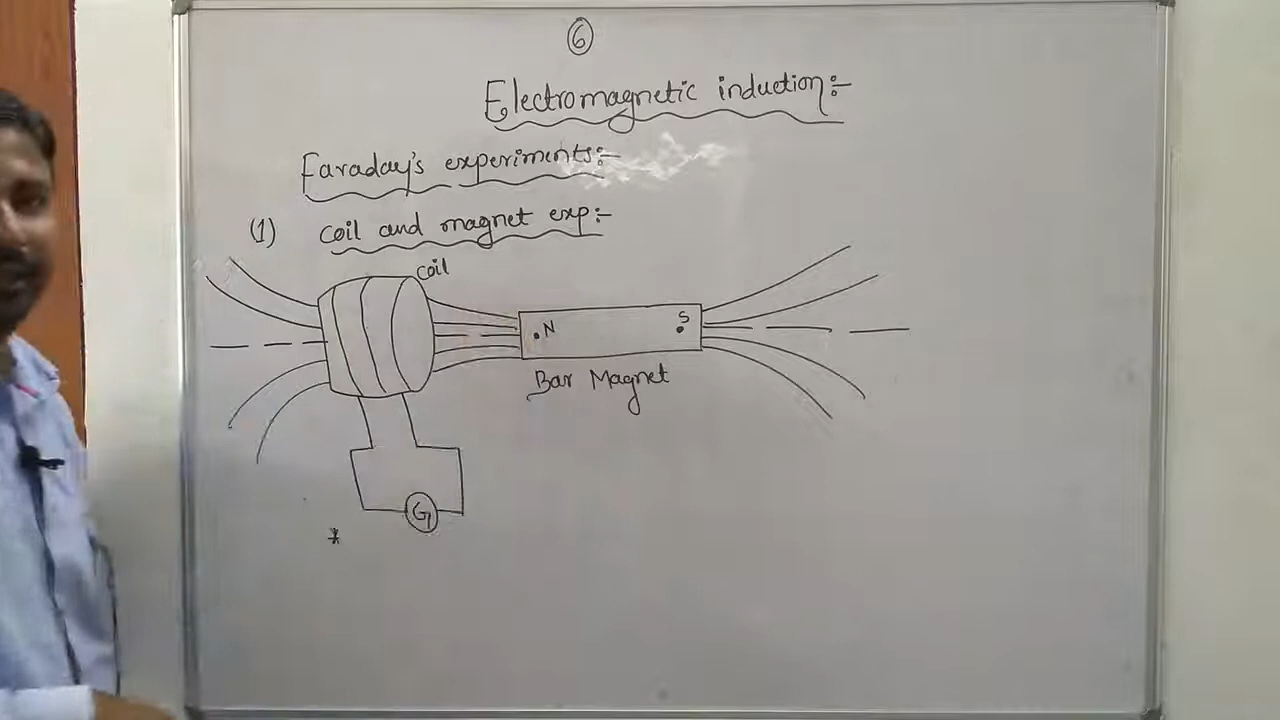 6
Electromagnetic induction:-
Faraday's experiments:-
(1) coil and magnet exp:-
coil
N S
Bar Magnet
G
*